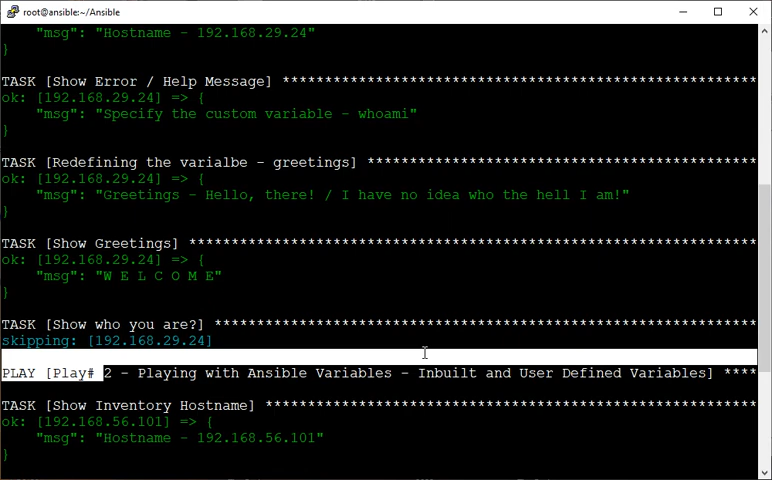 root@ansible:~/Ansible
"msg": "Hostname - 192.168.29.24"
}
TASK [Show Error / Help Message] ********************************************************
ok: [192.168.29.24] => {
"msg": "Specify the custom variable - whoami"
}
TASK [Redefining the varialbe - greetings] **********************************************
ok: [192.168.29.24] => {
"msg": "Greetings - Hello, there! / I have no idea who the hell I am!"
}
TASK [Show Greetings] *******************************************************************
ok: [192.168.29.24] => {
"msg": "W E L C O M E"
}
TASK [Show who you are?] ****************************************************************
skipping: [192.168.29.24]
PLAY [Play# 2 - Playing with Ansible Variables - Inbuilt and User Defined Variables] ****
TASK [Show Inventory Hostname] **********************************************************
ok: [192.168.56.101] => {
"msg": "Hostname - 192.168.56.101"
}